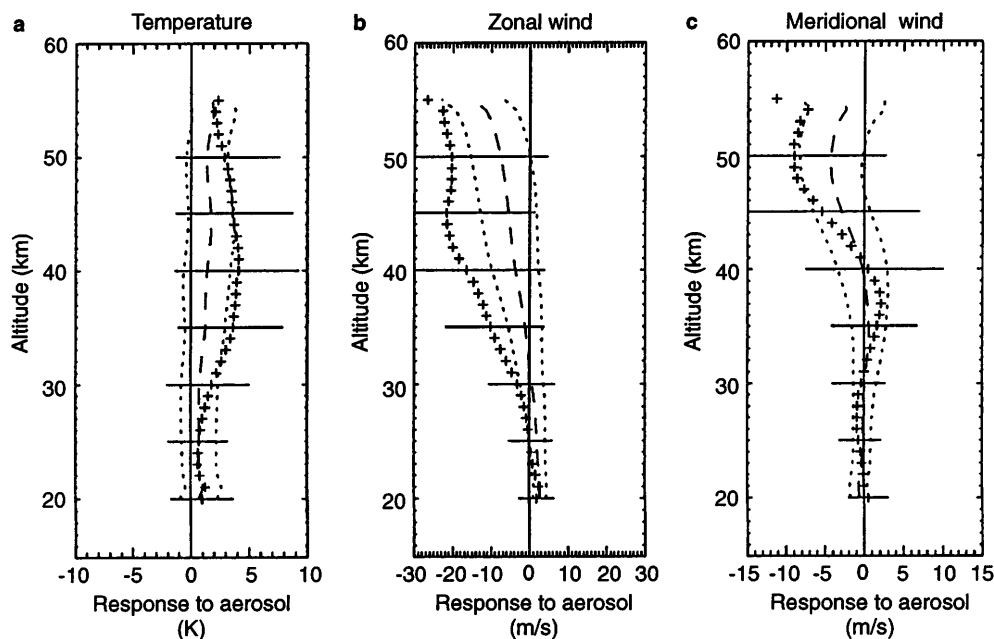 a Temperature
60
50
40
30
20
Altitude (km)
-10 -5 0 5 10
Response to aerosol
(K)
b Zonal wind
60
50
40
30
20
Altitude (km)
-30 -20 -10 0 10 20 30
Response to aerosol
(m/s)
c Meridional wind
60
50
40
30
20
Altitude (km)
-15 -10 -5 0 5 10 15
Response to aerosol
(m/s)